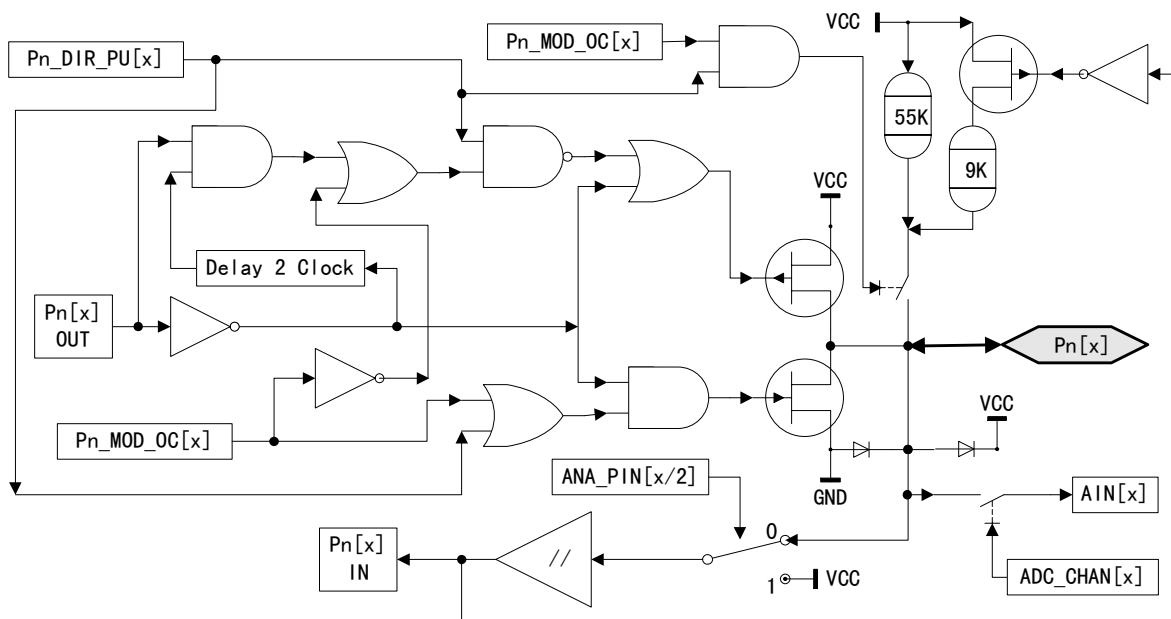 Pn_DIR_PU[x]
Pn_MOD_OC[x]
VCC
55K
9K
VCC
Delay 2 Clock
Pn[x]
OUT
Pn[x]
Pn_MOD_OC[x]
VCC
ANA_PIN[x/2]
GND
AIN[x]
Pn[x]
IN
//
0
1
VCC
ADC_CHAN[x]